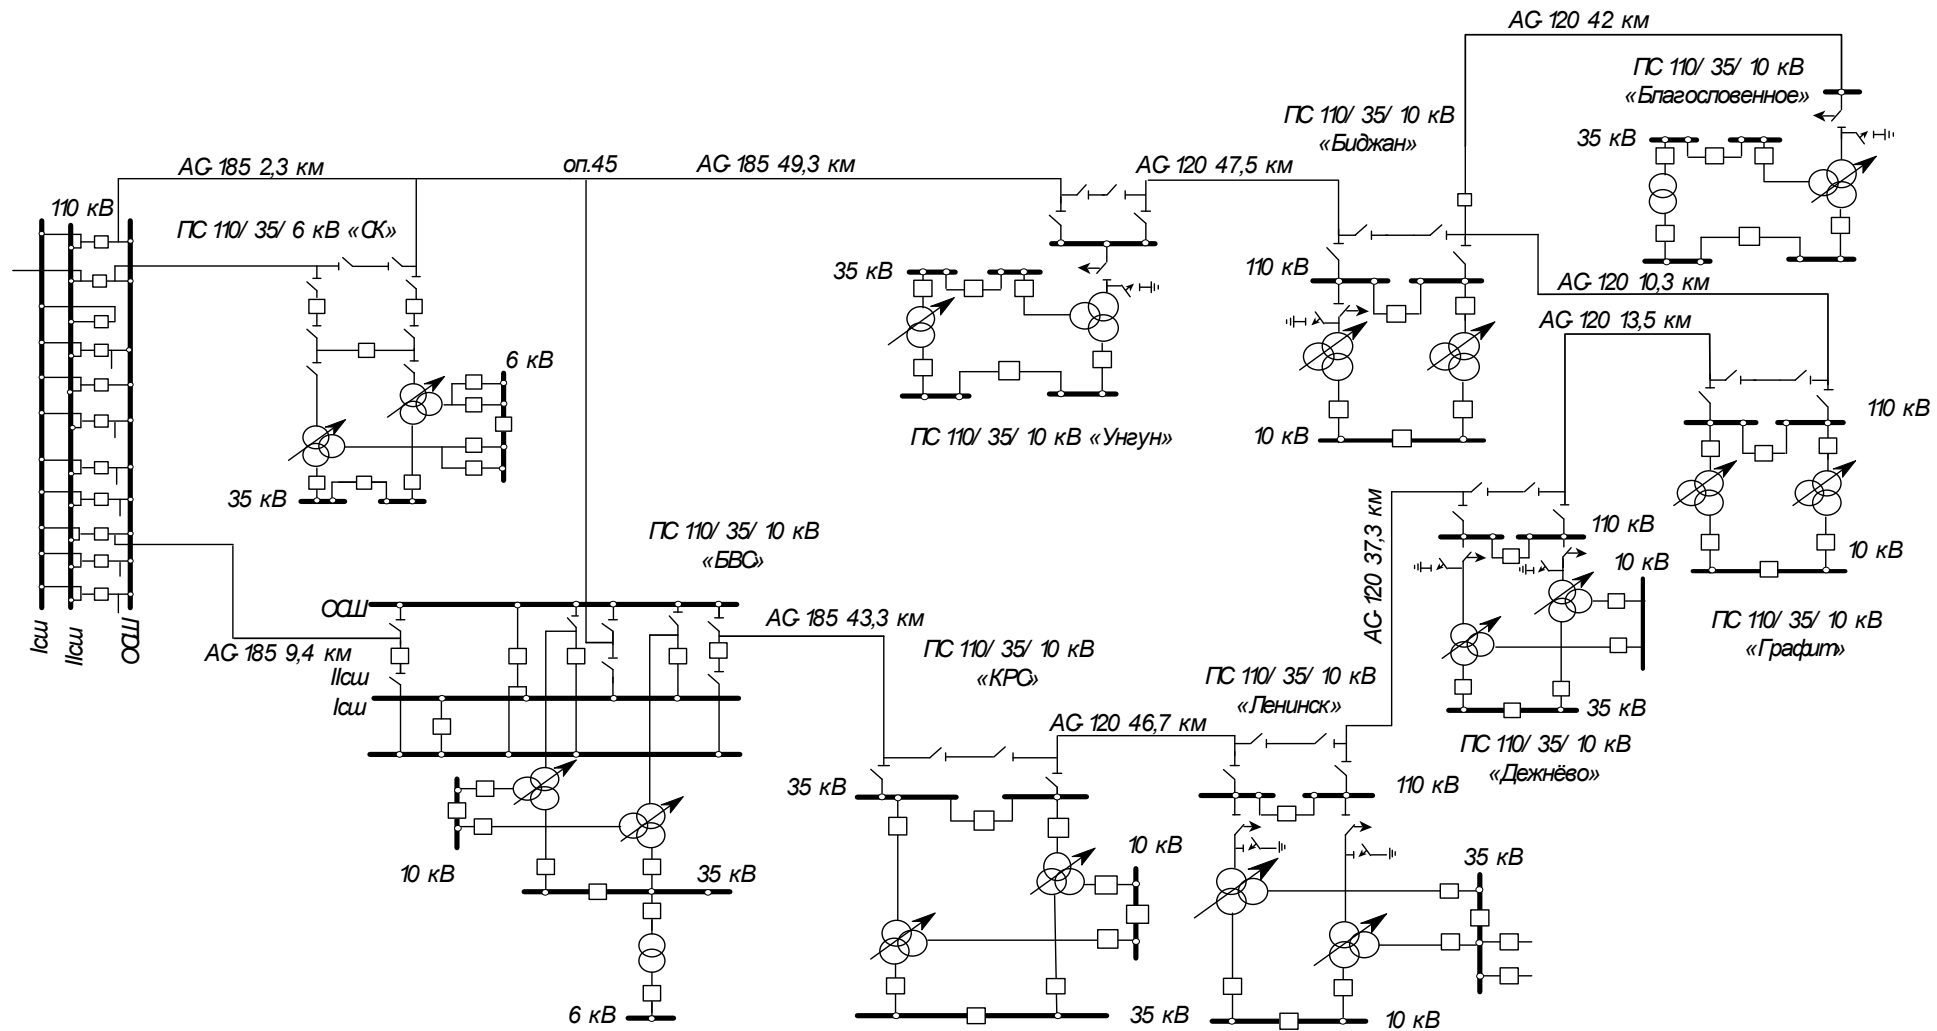 АС-120 42 км
ПС 110/ 35/ 10 кВ
«Благословенное»
ПС 110/ 35/ 10 кВ
«Биджан»
35 кВ
АС-185 2,3 км
оп.45
АС-185 49,3 км
АС-120 47,5 км
110 кВ
ПС 110/ 35/ 6 кВ «СК»
35 кВ
110 кВ
АС-120 10,3 км
АС-120 13,5 км
6 кВ
110 кВ
ПС 110/ 35/ 10 кВ «Унгун»
10 кВ
35 кВ
АС-120 37,3 км
110 кВ
10 кВ
10 кВ
ПС 110/ 35/ 10 кВ
«БВС»
ОСШ
Iсш
IIсш
ОСШ
АС-185 9,4 км
АС-185 43,3 км
ПС 110/ 35/ 10 кВ
«Графит»
ПС 110/ 35/ 10 кВ
«КРС»
IIсш
Iсш
ПС 110/ 35/ 10 кВ
«Ленинск»
35 кВ
АС-120 46,7 км
ПС 110/ 35/ 10 кВ
«Дежнёво»
35 кВ
110 кВ
10 кВ
35 кВ
10 кВ
35 кВ
6 кВ
35 кВ
10 кВ